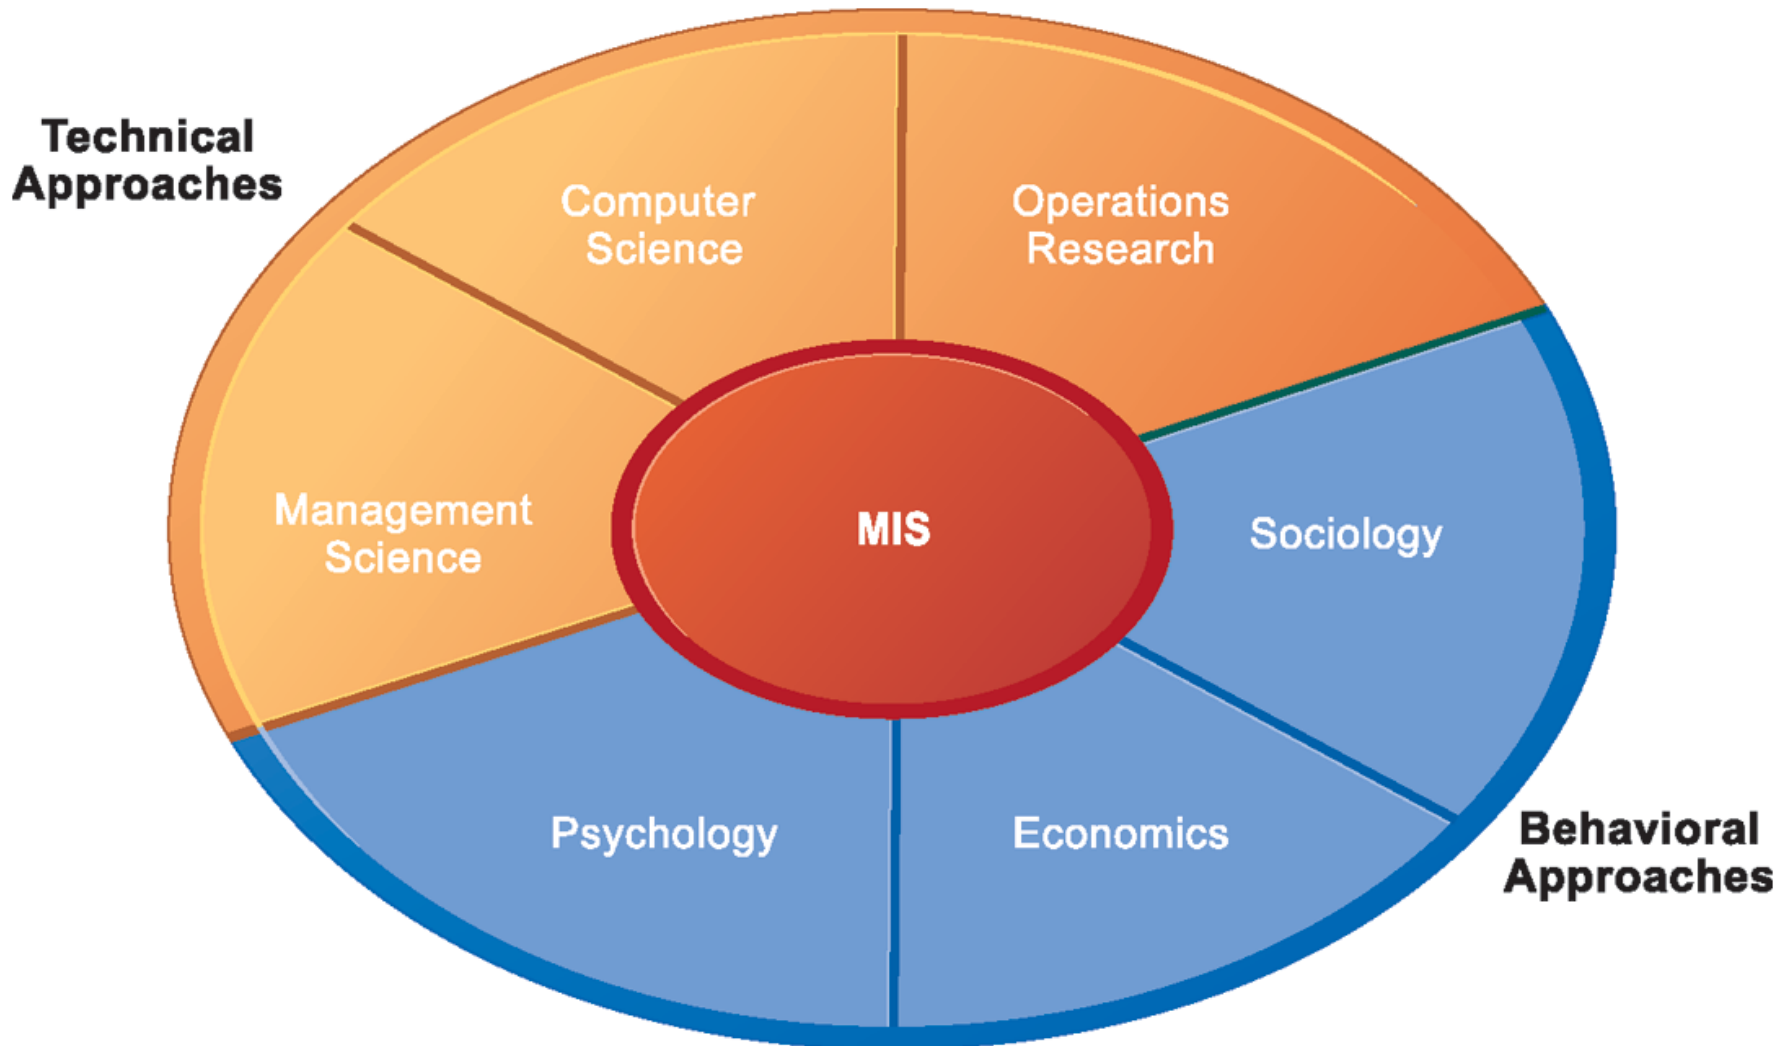 Technical
Approaches
Computer
Science
Operations
Research
Management
Science
MIS
Sociology
Psychology
Economics
Behavioral
Approaches